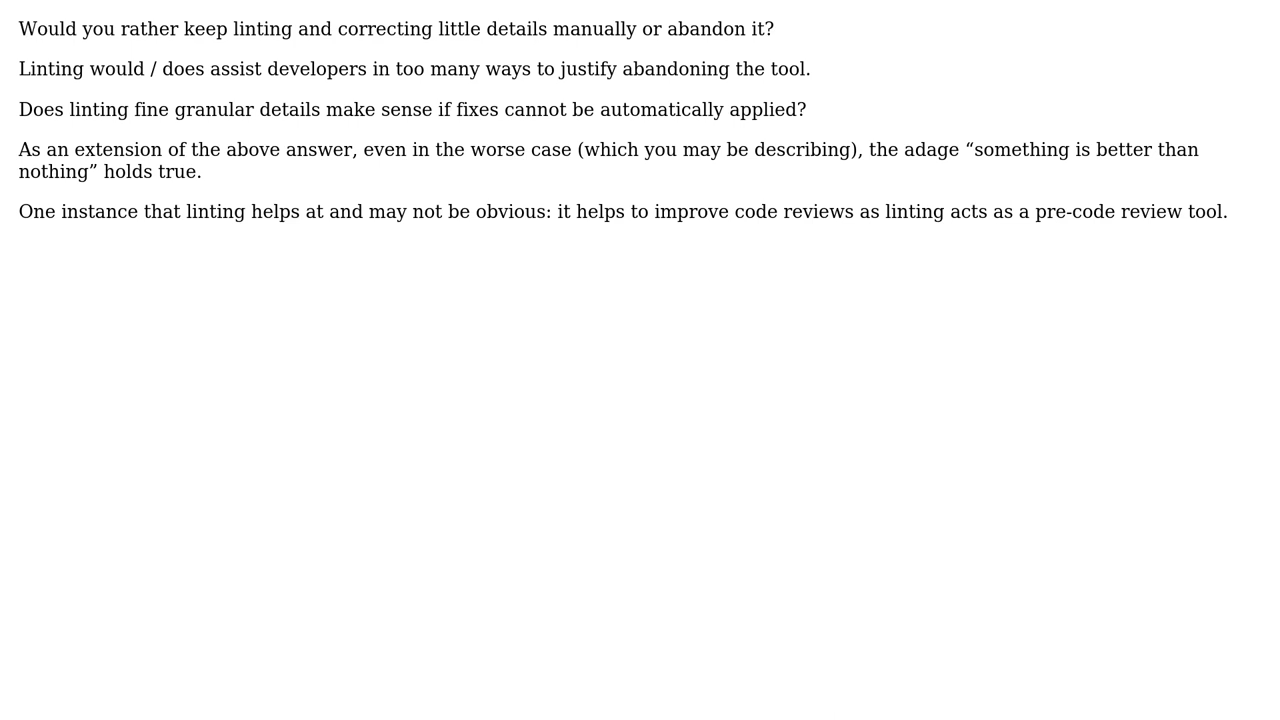 Would you rather keep linting and correcting little details manually or abandon it?
Linting would / does assist developers in too many ways to justify abandoning the tool.
Does linting fine granular details make sense if fixes cannot be automatically applied?
As an extension of the above answer, even in the worse case (which you may be describing), the adage “something is better than
nothing” holds true.
One instance that linting helps at and may not be obvious: it helps to improve code reviews as linting acts as a pre-code review tool.